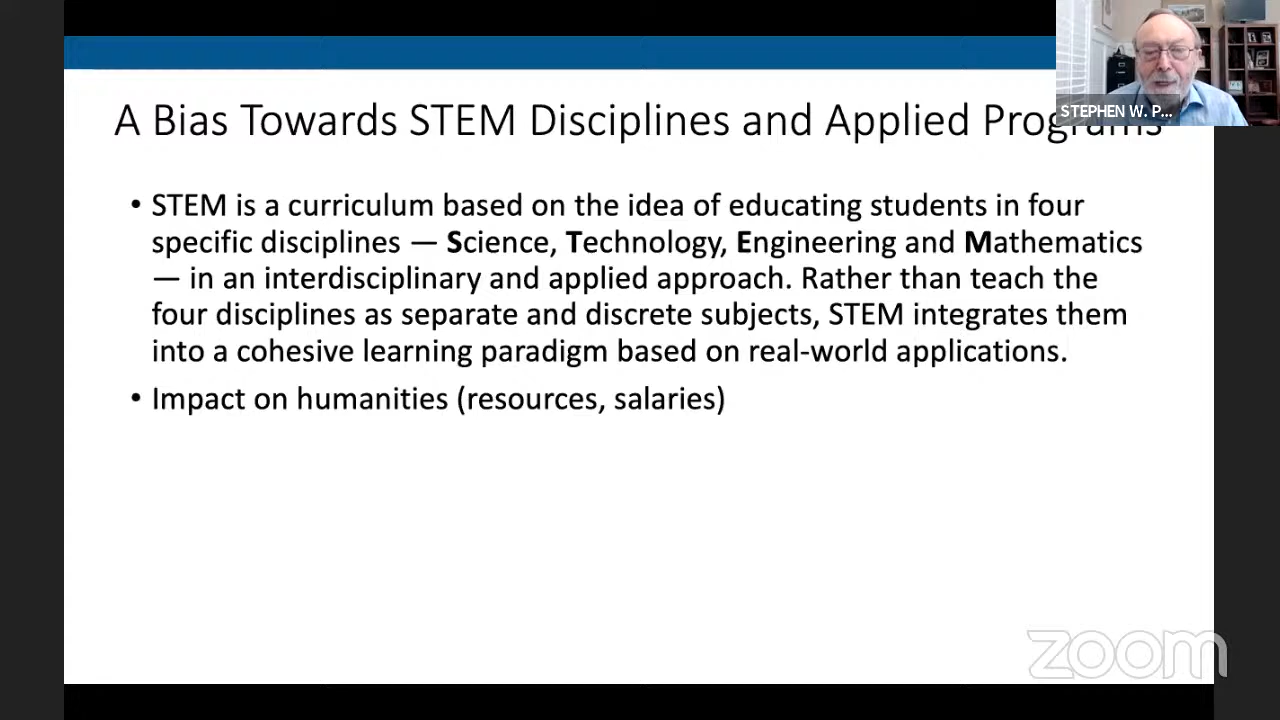 A Bias Towards STEM Disciplines and Applied Programs
STEPHEN W. P...
• STEM is a curriculum based on the idea of educating students in four
specific disciplines — Science, Technology, Engineering and Mathematics
— in an interdisciplinary and applied approach. Rather than teach the
four disciplines as separate and discrete subjects, STEM integrates them
into a cohesive learning paradigm based on real-world applications.
• Impact on humanities (resources, salaries)
zoom